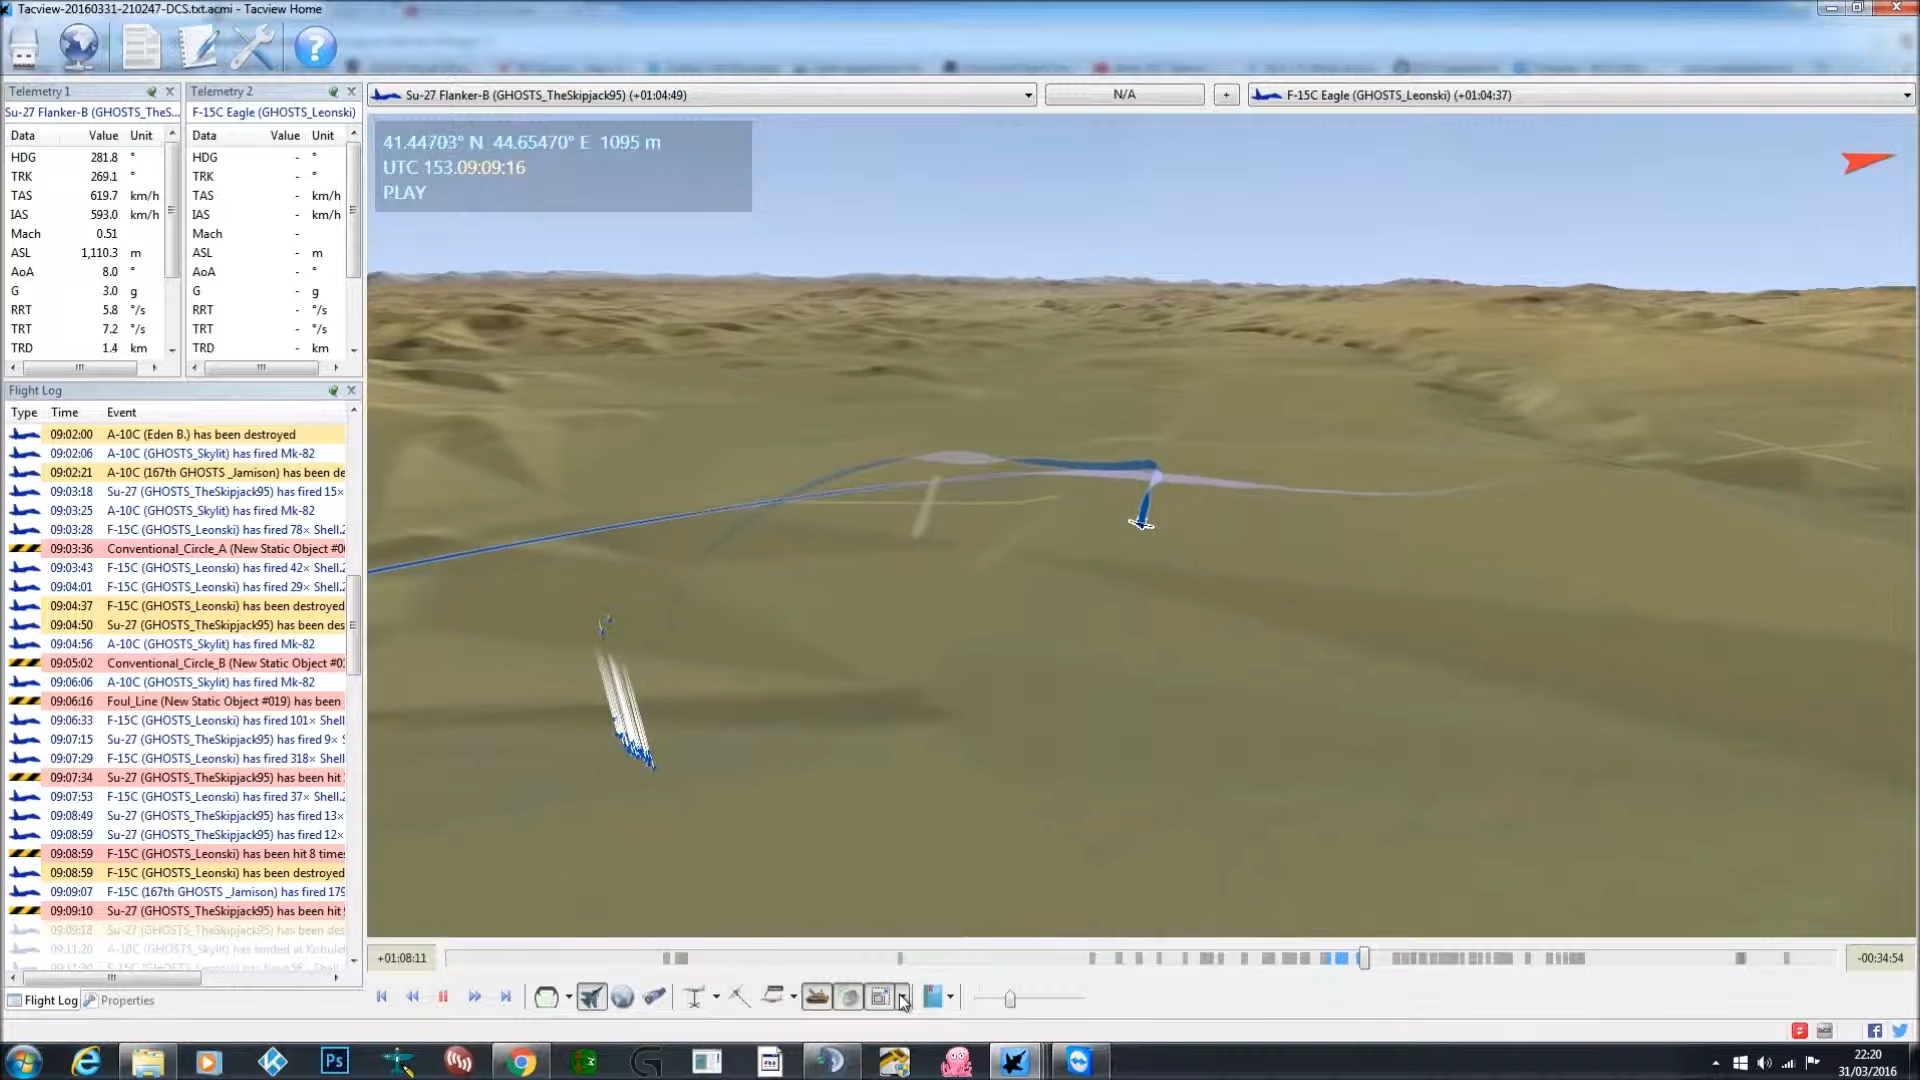 Tacview-20160331-210247-DCS.txt.acmi - Tacview Home
Telemetry 1
Su-27 Flanker-B (GHOSTS_TheS...
Data Value Unit
HDG 281.8 °
TRK 269.1 °
TAS 619.7 km/h
IAS 593.0 km/h
Mach 0.51
ASL 1,110.3 m
AoA 8.0 °
G 3.0 g
RRT 5.8 °/s
TRT 7.2 °/s
TRD 1.4 km
Telemetry 2
F-15C Eagle (GHOSTS_Leonski)
Data Value Unit
HDG - °
TRK - °
TAS - km/h
IAS - km/h
Mach -
ASL - m
AoA - °
G - g
RRT - °/s
TRT - °/s
TRD - km
Su-27 Flanker-B (GHOSTS_TheSkipjack95) (+01:04:49)
N/A
+
F-15C Eagle (GHOSTS_Leonski) (+01:04:37)
41.44703° N 44.65470° E 1095 m
UTC 153.09:09:16
PLAY
Flight Log
Type Time Event
09:02:00 A-10C (Eden B.) has been destroyed
09:02:06 A-10C (GHOSTS_Skylit) has fired Mk-82
09:02:21 A-10C (167th GHOSTS _Jamison) has been de
09:03:18 Su-27 (GHOSTS_TheSkipjack95) has fired 15×
09:03:25 A-10C (GHOSTS_Skylit) has fired Mk-82
09:03:28 F-15C (GHOSTS_Leonski) has fired 78× Shell.2
09:03:36 Conventional_Circle_A (New Static Object #0
09:03:43 F-15C (GHOSTS_Leonski) has fired 42× Shell.2
09:04:01 F-15C (GHOSTS_Leonski) has fired 29× Shell.2
09:04:37 F-15C (GHOSTS_Leonski) has been destroyed
09:04:50 Su-27 (GHOSTS_TheSkipjack95) has been des
09:04:56 A-10C (GHOSTS_Skylit) has fired Mk-82
09:05:02 Conventional_Circle_B (New Static Object #0
09:06:06 A-10C (GHOSTS_Skylit) has fired Mk-82
09:06:16 Foul_Line (New Static Object #019) has been
09:06:33 F-15C (GHOSTS_Leonski) has fired 101× Shell
09:07:15 Su-27 (GHOSTS_TheSkipjack95) has fired 9×
09:07:29 F-15C (GHOSTS_Leonski) has fired 318× Shell
09:07:34 Su-27 (GHOSTS_TheSkipjack95) has been hit
09:07:53 F-15C (GHOSTS_Leonski) has fired 37× Shell.2
09:08:49 Su-27 (GHOSTS_TheSkipjack95) has fired 13×
09:08:59 Su-27 (GHOSTS_TheSkipjack95) has fired 12×
09:08:59 F-15C (GHOSTS_Leonski) has been hit 8 time
09:08:59 F-15C (GHOSTS_Leonski) has been destroyed
09:09:07 F-15C (167th GHOSTS _Jamison) has fired 179
09:09:10 Su-27 (GHOSTS_TheSkipjack95) has been hit
09:09:18 Su-27 (GHOSTS_TheSkipjack95) has been des
09:11:20 A-10C (GHOSTS_Skylit) has landed at Kobulet
Flight Log Properties
+01:08:11
-00:34:54
Ps
22:20
31/03/2016